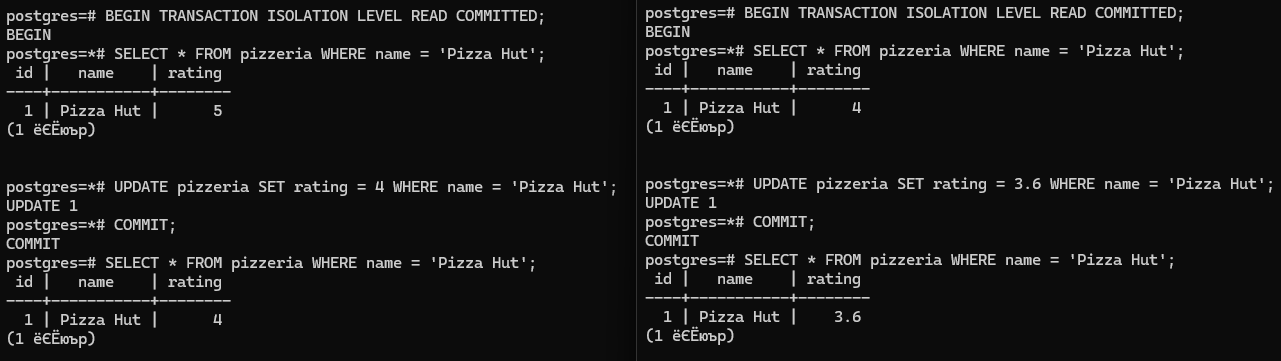 postgres=# BEGIN TRANSACTION ISOLATION LEVEL READ COMMITTED;
BEGIN
postgres=*# SELECT * FROM pizzeria WHERE name = 'Pizza Hut';
 id |   name    | rating
----+-----------+--------
  1 | Pizza Hut |      5
(1 ёЄЁюър)
postgres=*# UPDATE pizzeria SET rating = 4 WHERE name = 'Pizza Hut';
UPDATE 1
postgres=*# COMMIT;
COMMIT
postgres=# SELECT * FROM pizzeria WHERE name = 'Pizza Hut';
 id |   name    | rating
----+-----------+--------
  1 | Pizza Hut |      4
(1 ёЄЁюър)
postgres=# BEGIN TRANSACTION ISOLATION LEVEL READ COMMITTED;
BEGIN
postgres=*# SELECT * FROM pizzeria WHERE name = 'Pizza Hut';
 id |   name    | rating
----+-----------+--------
  1 | Pizza Hut |      4
(1 ёЄЁюър)
postgres=*# UPDATE pizzeria SET rating = 3.6 WHERE name = 'Pizza Hut';
UPDATE 1
postgres=*# COMMIT;
COMMIT
postgres=# SELECT * FROM pizzeria WHERE name = 'Pizza Hut';
 id |   name    | rating
----+-----------+--------
  1 | Pizza Hut |    3.6
(1 ёЄЁюър)